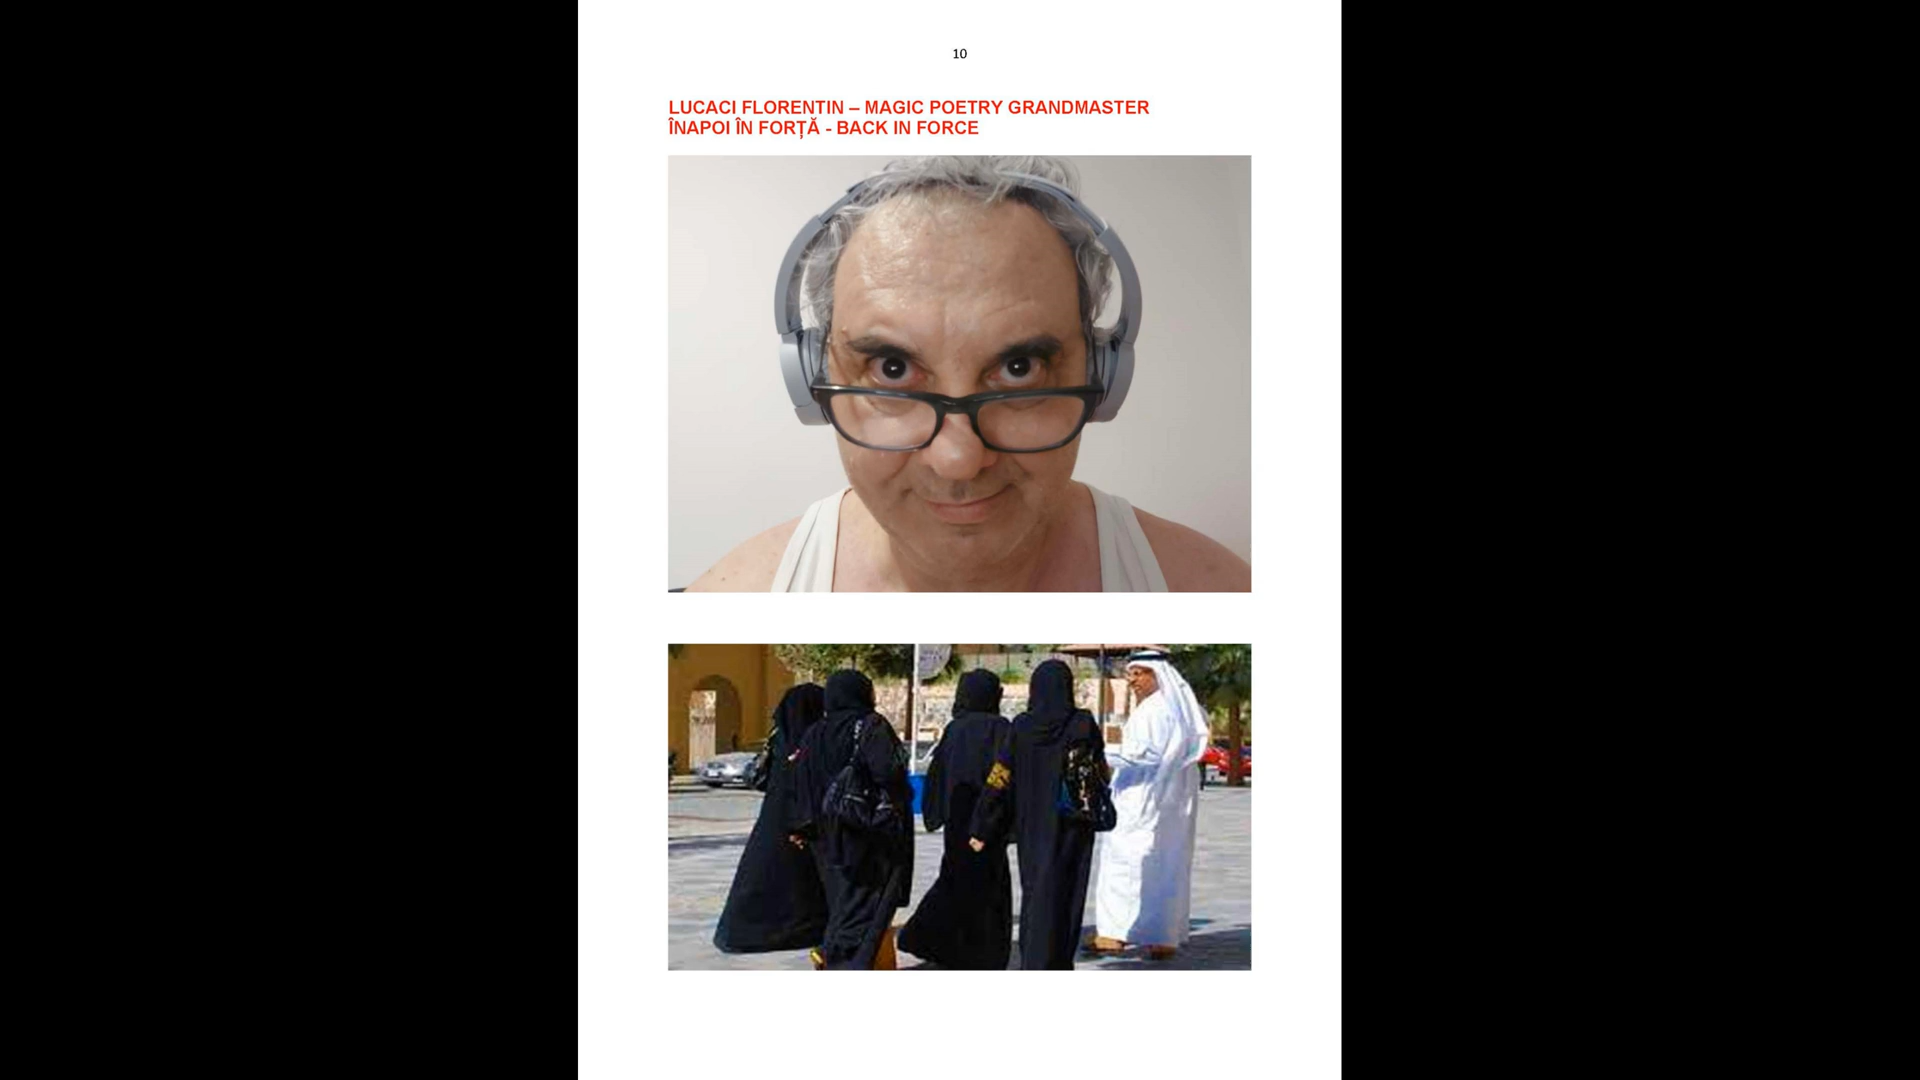 10
LUCACI FLORENTIN – MAGIC POETRY GRANDMASTER
ÎNAPOI ÎN FORȚĂ - BACK IN FORCE